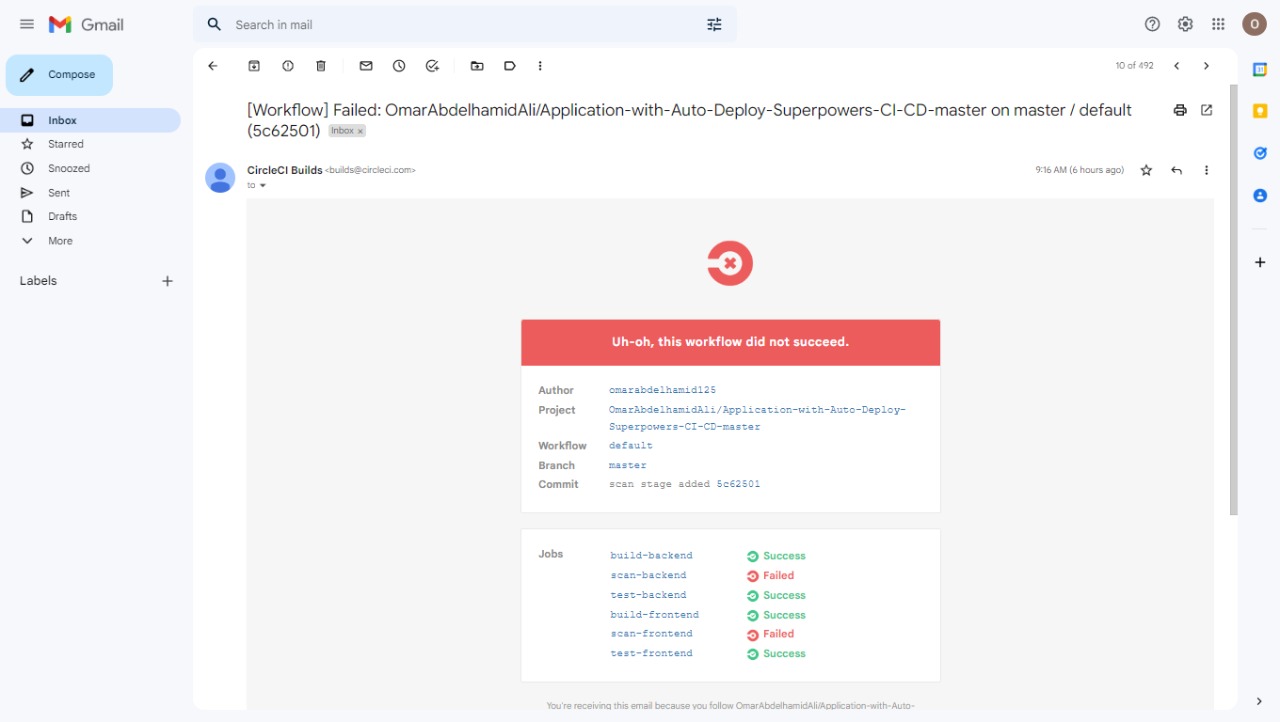 Gmail
Search in mail
O
Compose
Inbox
Starred
Snoozed
Sent
Drafts
More
Labels
10 of 492
[Workflow] Failed: OmarAbdelhamidAli/Application-with-Auto-Deploy-Superpowers-CI-CD-master on master / default
(5c62501) Inbox x
CircleCI Builds <builds@circleci.com>
9:16 AM (6 hours ago)
to
Uh-oh, this workflow did not succeed.
Author omarabdelhamid125
Project OmarAbdelhamidAli/Application-with-Auto-Deploy-
Superpowers-CI-CD-master
Workflow default
Branch master
Commit scan stage added 5c62501
Jobs build-backend Success
scan-backend Failed
test-backend Success
build-frontend Success
scan-frontend Failed
test-frontend Success
You're receiving this email because you follow OmarAbdelhamidAli/Application-with-Auto-